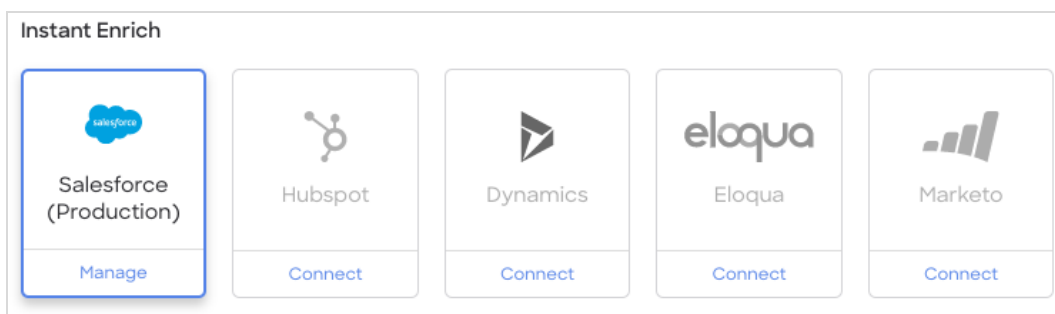 Instant Enrich
salesforce
Salesforce
(Production)
Manage
Hubspot
Connect
Dynamics
Connect
eloqua
Eloqua
Connect
Marketo
Connect